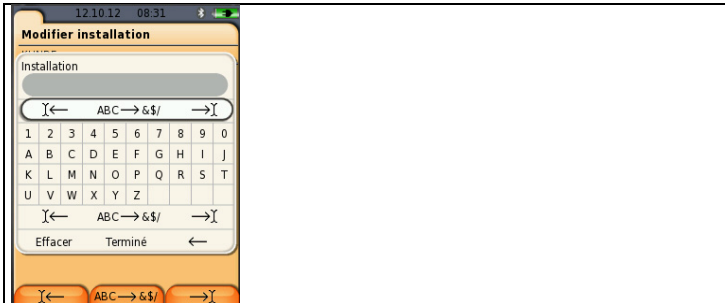 12.10.12 08:31
Modifier installation
Installation
ABC→&$/
1 2 3 4 5 6 7 8 9 0
A B C D E F G H I J
K L M N O P Q R S T
U V W X Y Z
ABC→&$/
Effacer Terminé ←
ABC→&$/